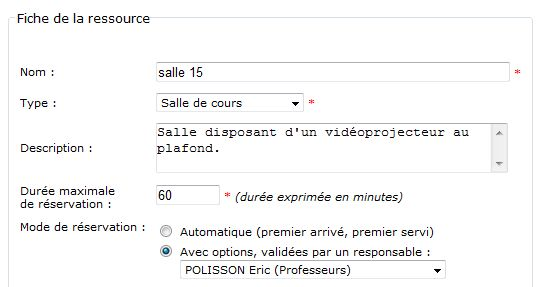 Fiche de la ressource
Nom : salle 15 *
Type : Salle de cours *
Description : Salle disposant d'un vidéoprojecteur au
plafond.
Durée maximale
de réservation : 60 * (durée exprimée en minutes)
Mode de réservation : Automatique (premier arrivé, premier servi)
Avec options, validées par un responsable :
POLISSON Eric (Professeurs)